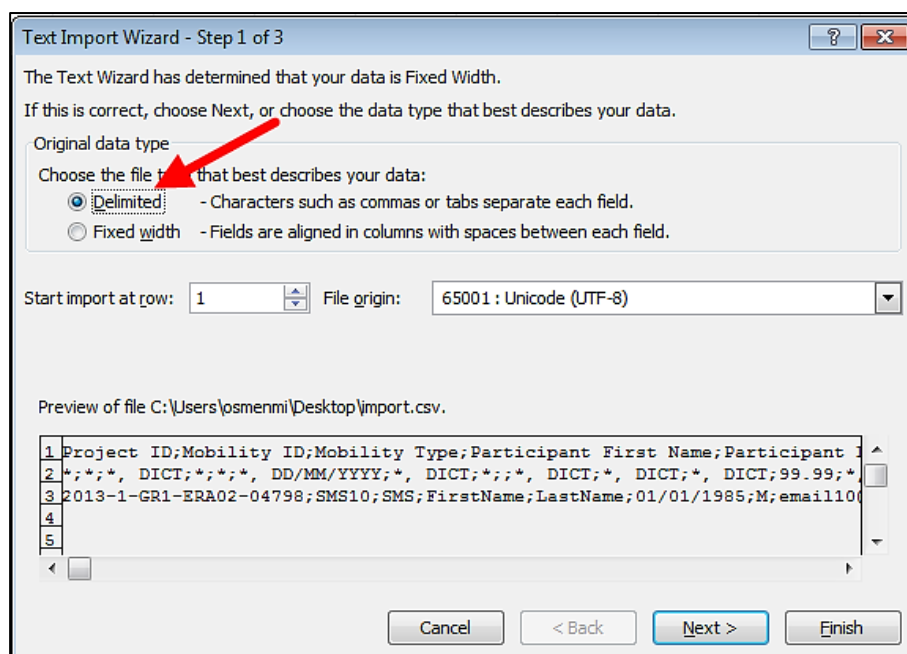 Text Import Wizard - Step 1 of 3
The Text Wizard has determined that your data is Fixed Width.
If this is correct, choose Next, or choose the data type that best describes your data.
Original data type
Choose the file that best describes your data:
Delimited - Characters such as commas or tabs separate each field.
Fixed width - Fields are aligned in columns with spaces between each field.
Start import at row: 1 File origin: 65001 : Unicode (UTF-8)
Preview of file C:\Users\osmenmi\Desktop\import.csv.
1 Project ID;Mobility ID;Mobility Type;Participant First Name;Participant
2 *;*;*, DICT;*;*;*, DD/MM/YYYY;*, DICT;*;;*, DICT;*, DICT;*, DICT;99.99;*,
3 2013-1-GR1-ERA02-04798;SMS10;SMS;FirstName;LastName;01/01/1985;M;email10
4
5
Cancel < Back Next > Finish